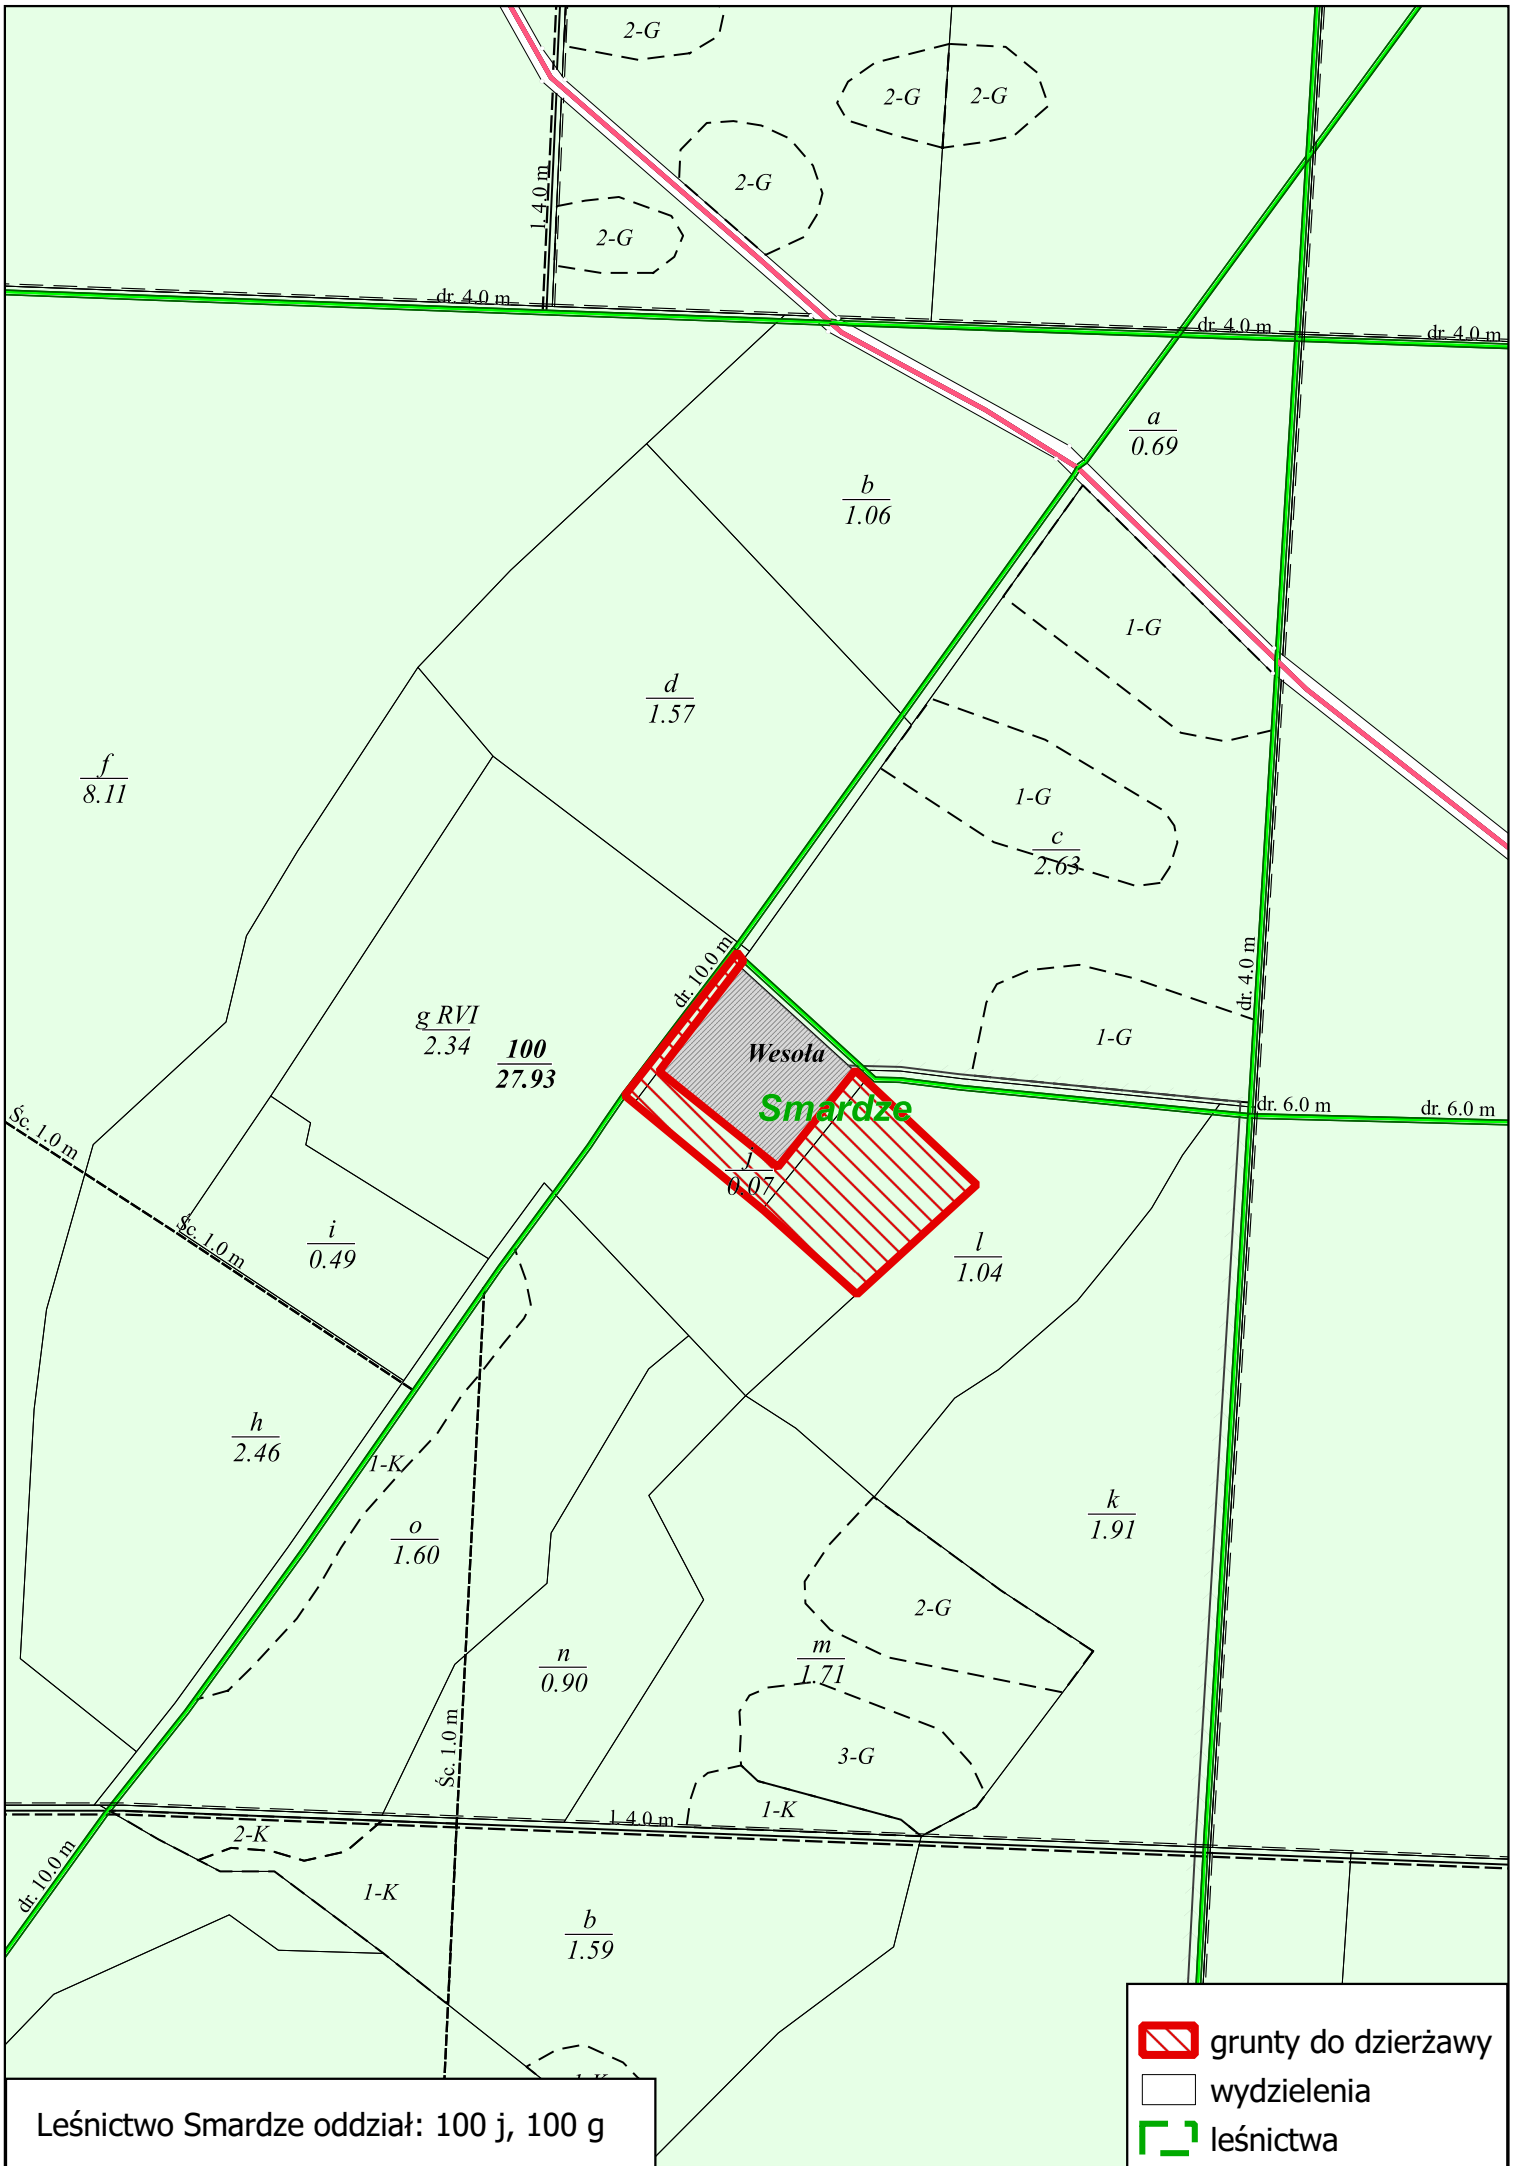 2-G
2-G
2-G
2-G
l. 4.0 m
2-G
dr. 4.0 m
dr. 4.0 m
dr. 4.0 m
a
0.69
b
1.06
1-G
d
1.57
f
8.11
1-G
c
2.63
dr. 10.0 m
dr. 4.0 m
g RVI
2.34
100
27.93
Wesoła
1-G
Smardze
dr. 6.0 m
dr. 6.0 m
Śc. 1.0 m
j
0.07
Śc. 1.0 m
i
0.49
l
1.04
h
2.46
1-K
o
1.60
k
1.91
2-G
n
0.90
m
1.71
Śc. 1.0 m
3-G
1-K
l. 4.0 m
2-K
dr. 10.0 m
1-K
b
1.59
grunty do dzierżawy
wydzielenia
leśnictwa
Leśnictwo Smardze oddział: 100 j, 100 g